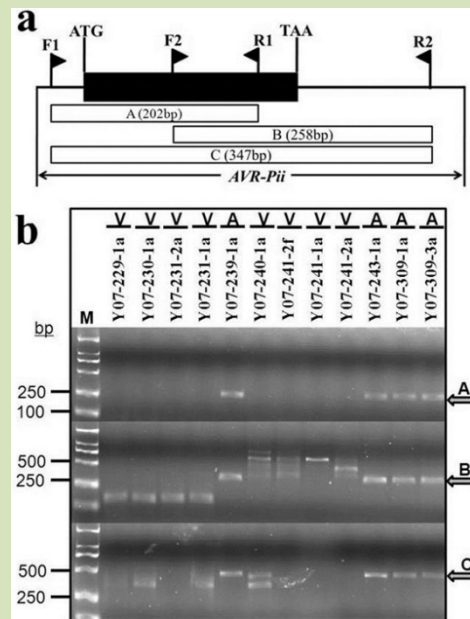 a
F1
ATG
F2
R1
TAA
R2
A (202bp)
B (258bp)
C (347bp)
AVR-Pii
b
V V V V A V V V V A A A
Y07-229-1a
Y07-230-1a
Y07-231-2a
Y07-231-1a
Y07-239-1a
Y07-240-1a
Y07-241-2f
Y07-241-1a
Y07-241-2a
Y07-243-1a
Y07-309-1a
Y07-309-3a
bp
M
250
100
A
500
250
B
500
250
C